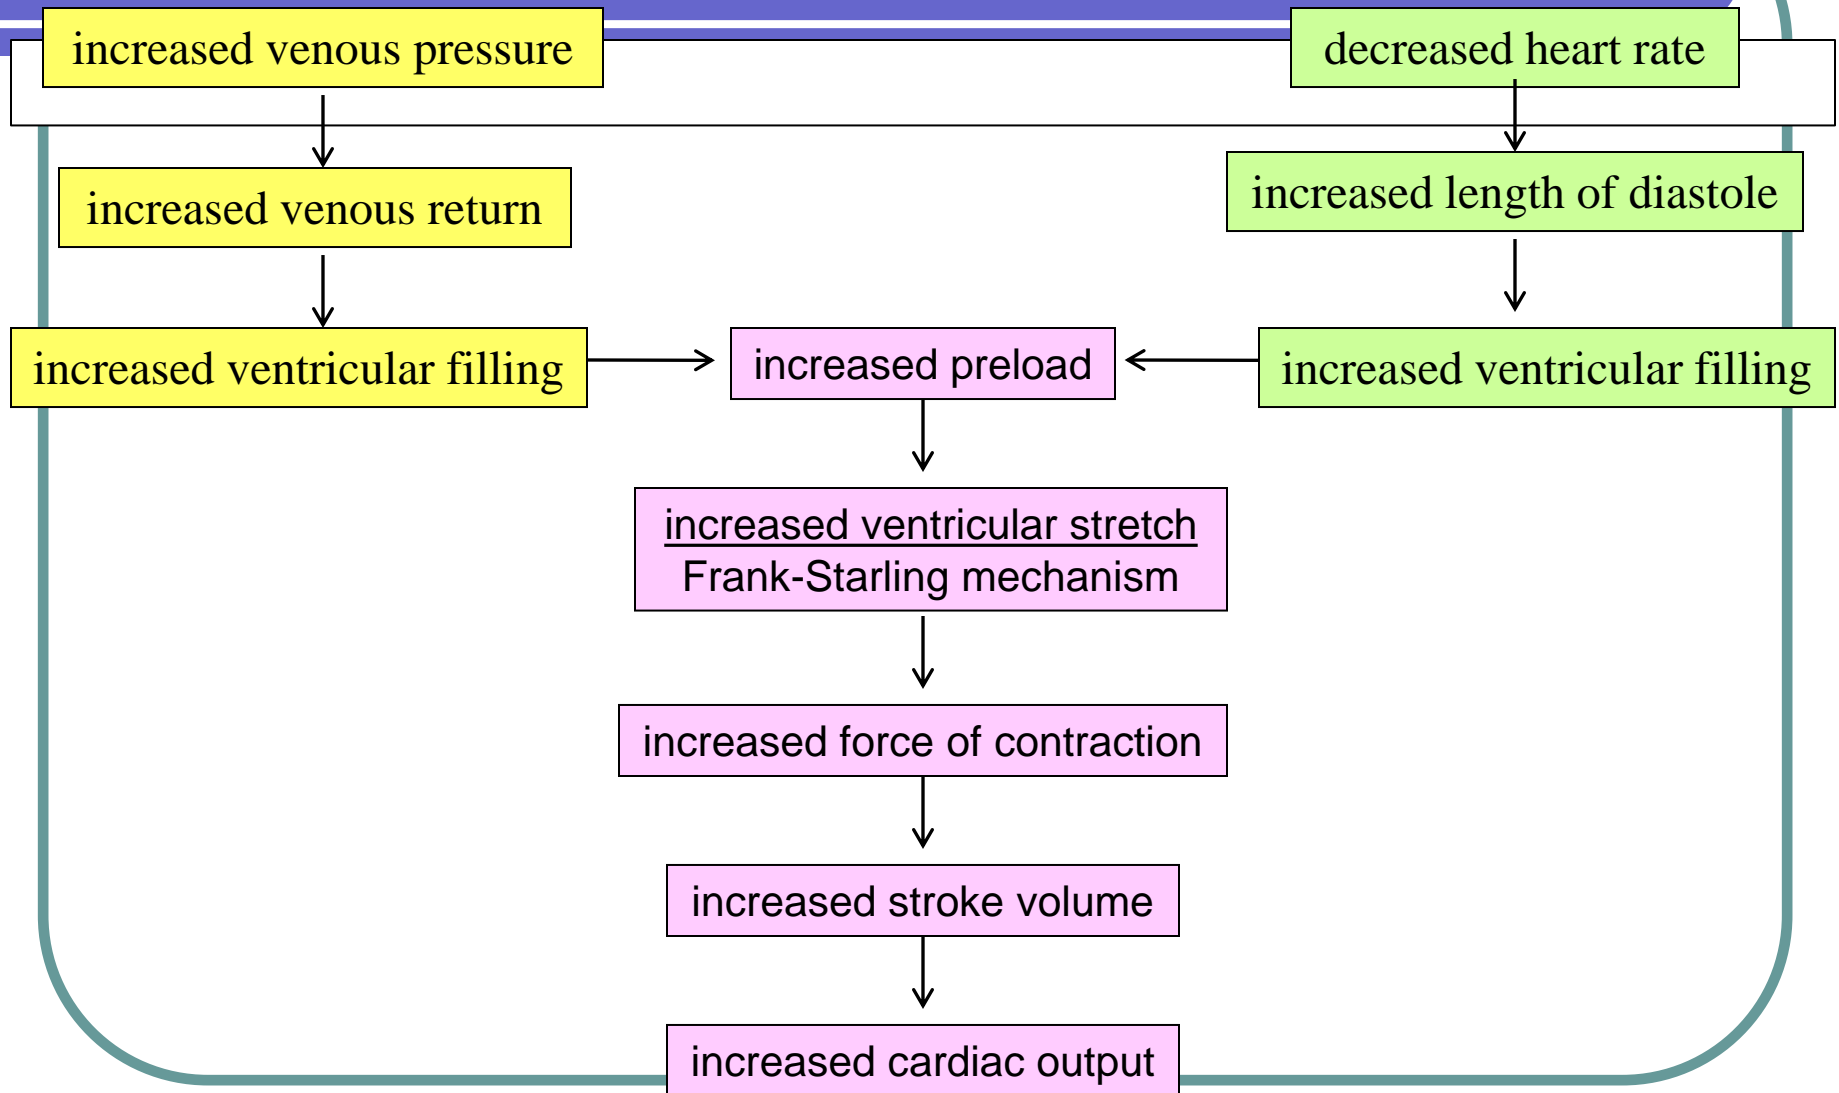 increased venous pressure
decreased heart rate
increased venous return
increased length of diastole
increased ventricular filling
increased preload
increased ventricular filling
increased ventricular stretch
Frank-Starling mechanism
increased force of contraction
increased stroke volume
increased cardiac output